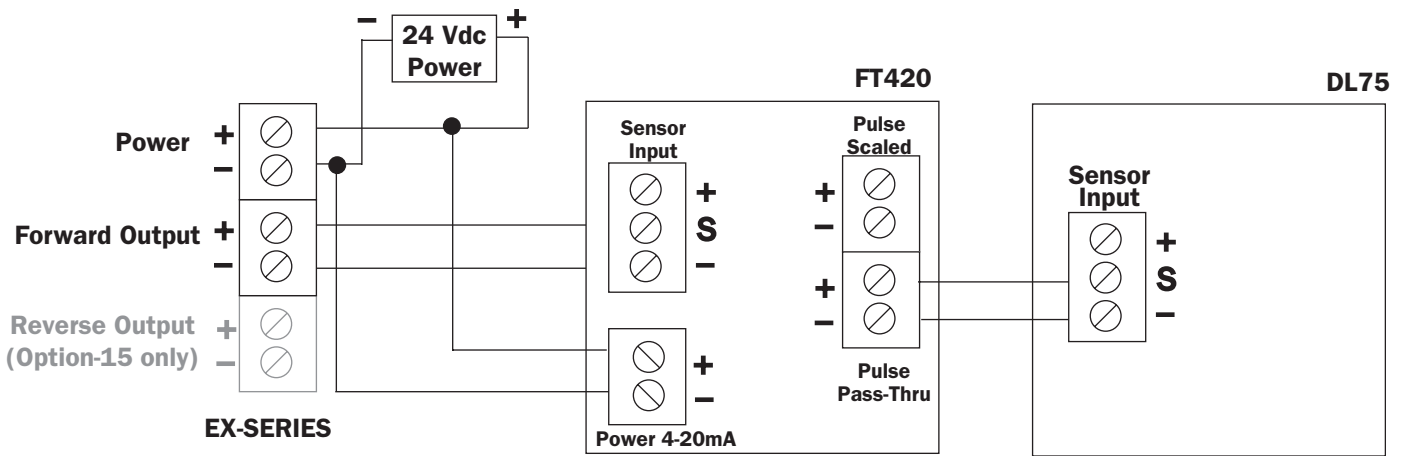 − 24 Vdc +
Power
FT420
DL75
Power + −
Forward Output + −
Reverse Output + −
(Option-15 only)
EX-SERIES
Sensor
Input
+
S
−
+
−
Power 4-20mA
Pulse
Scaled
+
−
+
−
Pulse
Pass-Thru
Sensor
Input
+
S
−